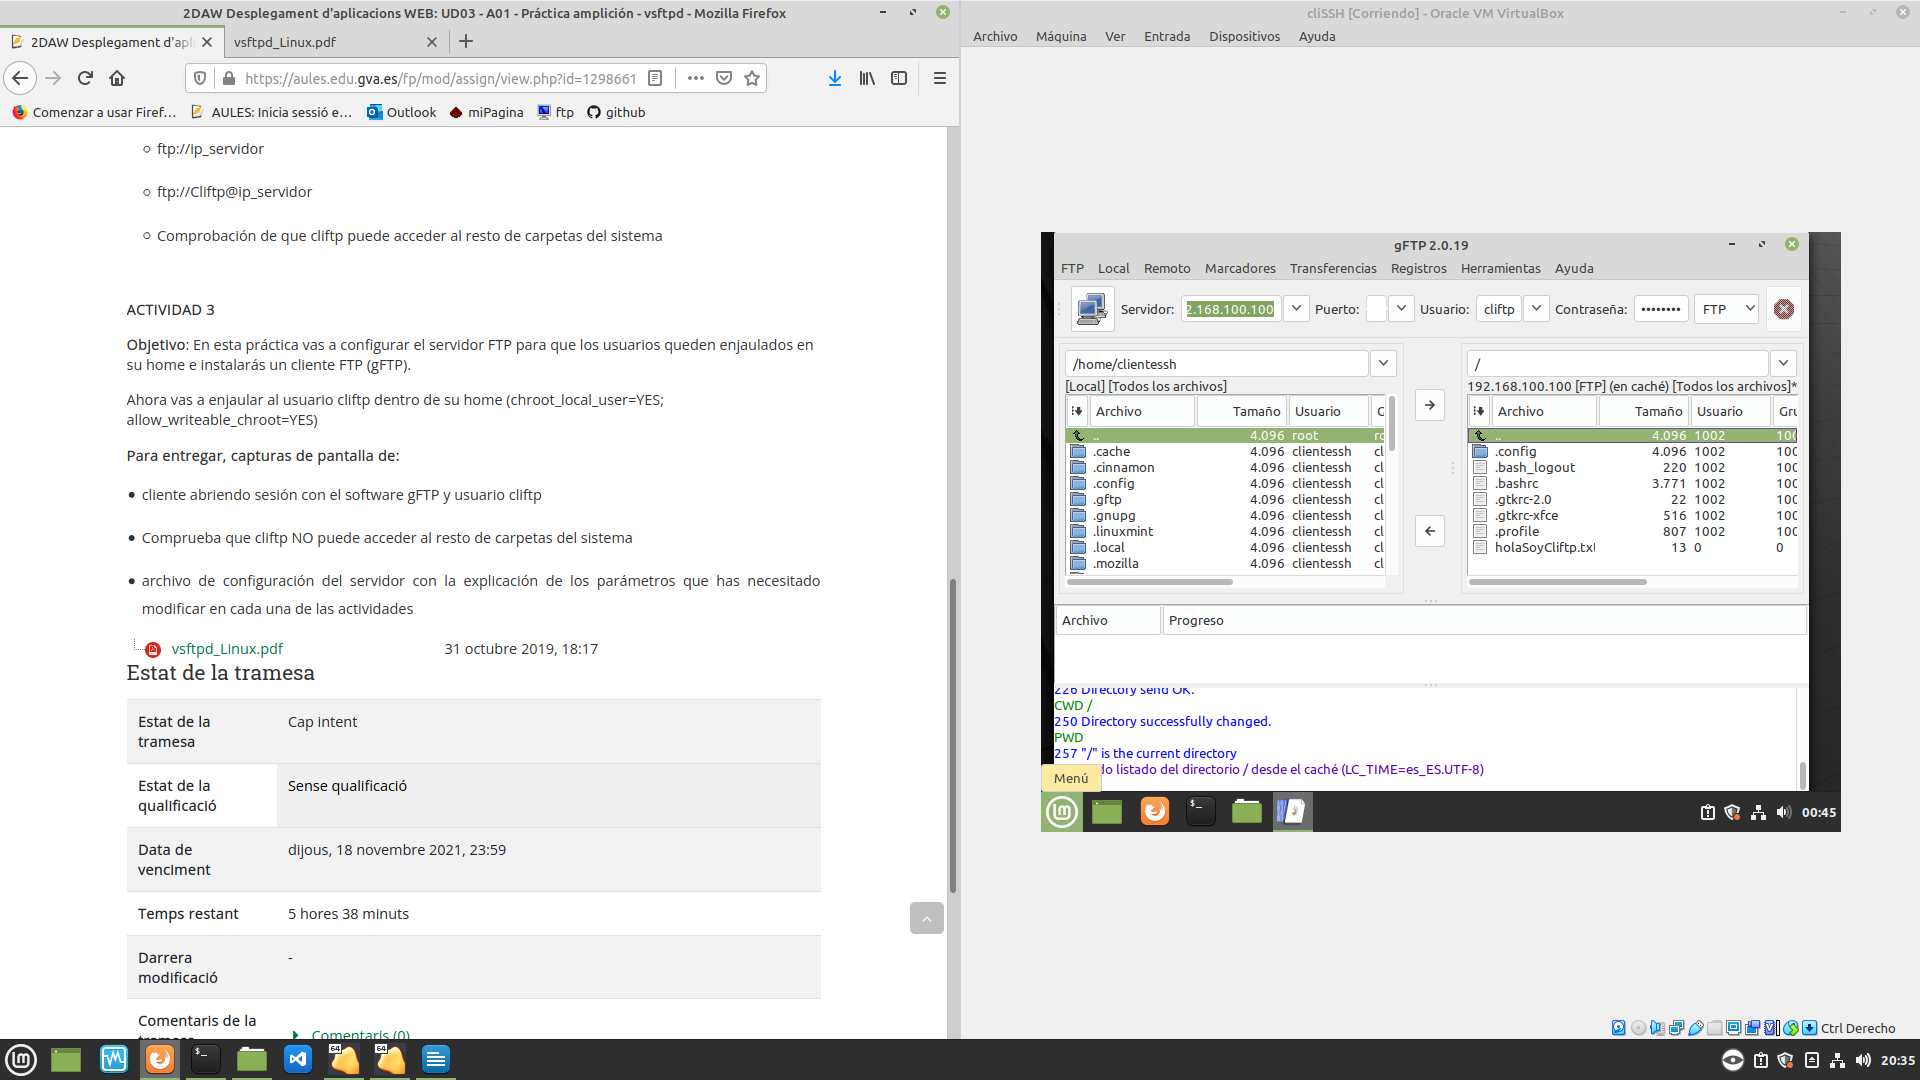 2DAW Desplegament d'aplicacions WEB: UD03 - A01 - Práctica amplición - vsftpd - Mozilla Firefox
2DAW Desplegament d'apl
vsftpd_Linux.pdf
https://aules.edu.gva.es/fp/mod/assign/view.php?id=1298661
Comenzar a usar Firef…
AULES: Inicia sessió e…
Outlook
miPagina
ftp
github
ftp://ip_servidor
ftp://Cliftp@ip_servidor
Comprobación de que cliftp puede acceder al resto de carpetas del sistema
ACTIVIDAD 3
Objetivo: En esta práctica vas a configurar el servidor FTP para que los usuarios queden enjaulados en
su home e instalarás un cliente FTP (gFTP).
Ahora vas a enjaular al usuario cliftp dentro de su home (chroot_local_user=YES;
allow_writeable_chroot=YES)
Para entregar, capturas de pantalla de:
cliente abriendo sesión con el software gFTP y usuario cliftp
Comprueba que cliftp NO puede acceder al resto de carpetas del sistema
archivo de configuración del servidor con la explicación de los parámetros que has necesitado
modificar en cada una de las actividades
vsftpd_Linux.pdf 31 octubre 2019, 18:17
Estat de la tramesa
Estat de la tramesa Cap intent
Estat de la qualificació Sense qualificació
Data de venciment dijous, 18 novembre 2021, 23:59
Temps restant 5 hores 38 minuts
Darrera modificació -
Comentaris de la
Comentaris (0)
cliSSH [Corriendo] - Oracle VM VirtualBox
Archivo Máquina Ver Entrada Dispositivos Ayuda
gFTP 2.0.19
FTP Local Remoto Marcadores Transferencias Registros Herramientas Ayuda
Servidor: 2.168.100.100 Puerto: Usuario: cliftp Contraseña: •••••••• FTP
/home/clientessh
[Local] [Todos los archivos]
Archivo Tamaño Usuario
.. 4.096 root
.cache 4.096 clientessh cl
.cinnamon 4.096 clientessh cl
.config 4.096 clientessh cl
.gftp 4.096 clientessh cl
.gnupg 4.096 clientessh cl
.linuxmint 4.096 clientessh cl
.local 4.096 clientessh cl
.mozilla 4.096 clientessh cl
/
192.168.100.100 [FTP] (en caché) [Todos los archivos]*
Archivo Tamaño Usuario Gru
.. 4.096 1002 100
.config 4.096 1002 100
.bash_logout 220 1002 100
.bashrc 3.771 1002 100
.gtkrc-2.0 22 1002 100
.gtkrc-xfce 516 1002 100
.profile 807 1002 100
holaSoyCliftp.txt 13 0 0
Archivo Progreso
226 Directory send OK.
CWD /
250 Directory successfully changed.
PWD
257 "/" is the current directory
do listado del directorio / desde el caché (LC_TIME=es_ES.UTF-8)
Menú
00:45
Ctrl Derecho
64
64
20:35